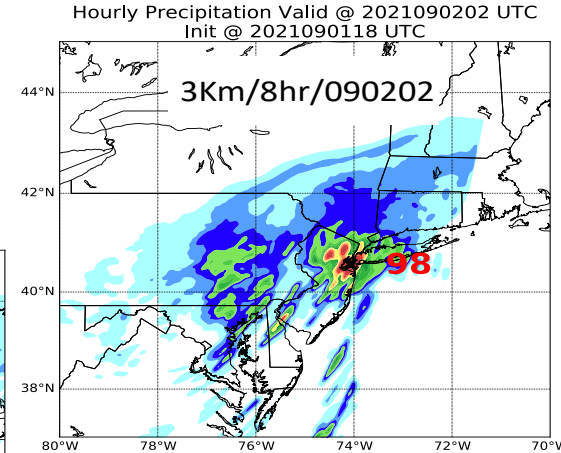 Hourly Precipitation Valid @ 2021090202 UTC
Init @ 2021090118 UTC
3Km/8hr/090202
44°N
42°N
98
40°N
38°N
80°W 78°W 76°W 74°W 72°W 70°W